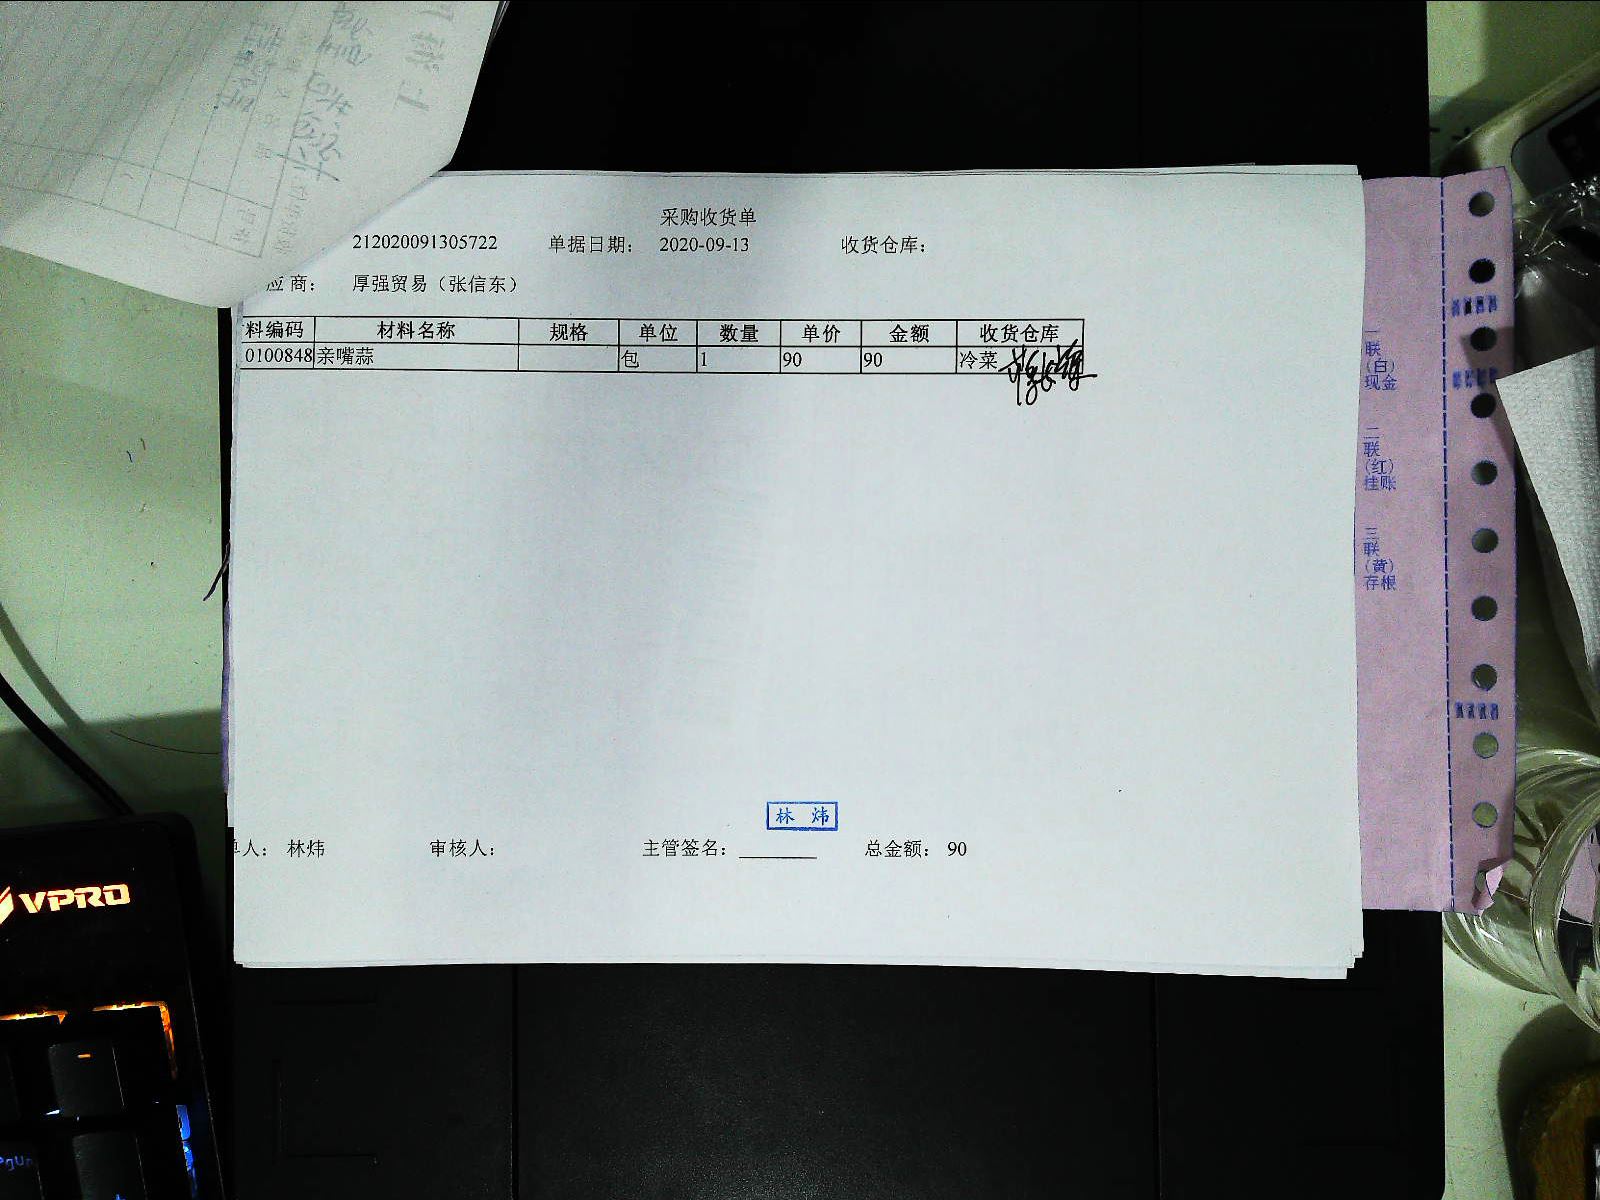 采购收货单
212020091305722 单据日期： 2020-09-13 收货仓库：
应商： 厚强贸易（张信东）
料编码 材料名称 规格 单位 数量 单价 金额 收货仓库
0100848 亲嘴蒜 包 1 90 90 冷菜
林 炜
单人： 林炜 审核人： 主管签名： 总金额： 90
一联（白）现金
二联（红）挂账
三联（黄）存根
VPRO
PgUp